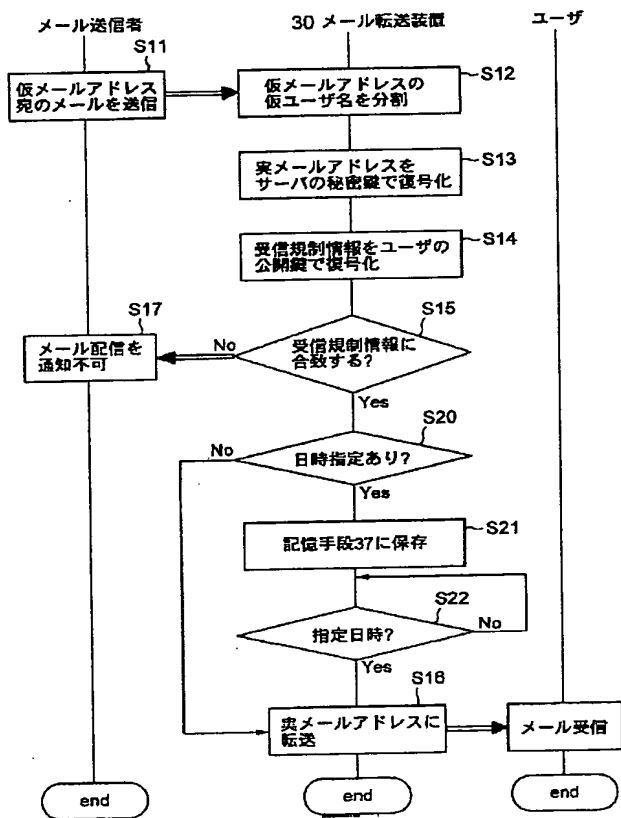 メール送信者
30 メール転送装置
ユーザ
S11
仮メールアドレス
宛のメールを送信
S12
仮メールアドレスの
仮ユーザ名を分割
S13
実メールアドレスを
サーバの秘密鍵で復号化
S14
受信規制情報をユーザの
公開鍵で復号化
S15
受信規制情報に
合致する?
No
Yes
S17
メール配信を
通知不可
S20
日時指定あり?
No
Yes
S21
記憶手段37に保存
S22
指定日時?
No
Yes
S16
実メールアドレスに
転送
メール受信
end
end
end